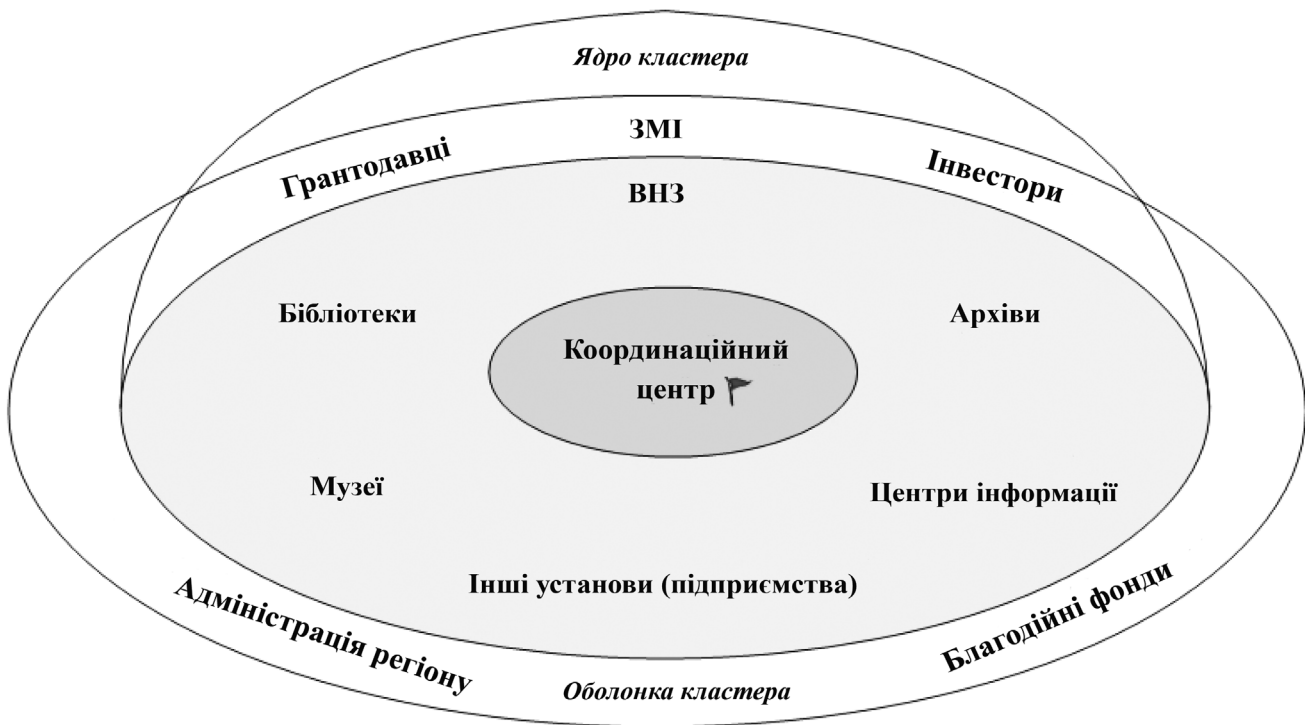 Ядро кластера
ЗМІ
Грантодавці
Інвестори
ВНЗ
Бібліотеки
Архіви
Координаційний
центр
Музеї
Центри інформації
Інші установи (підприємства)
Адміністрація регіону
Благодійні фонди
Оболонка кластера